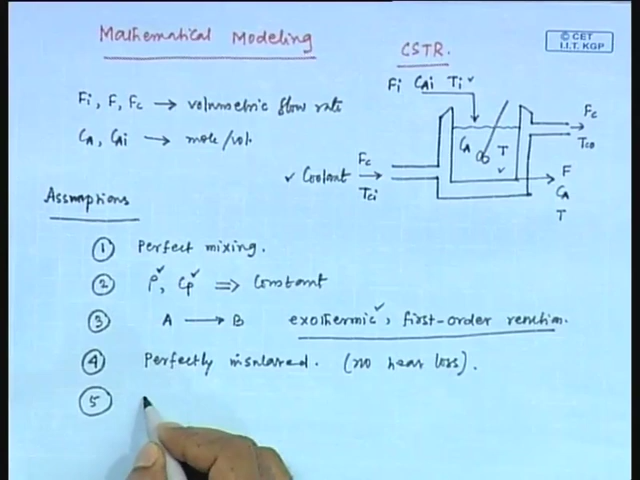 Mathematical Modeling
CSTR.
© CET
I.I.T. KGP
Fi CAi Ti ✓
Fi, F, Fc → volumetric flow rate
CA, CAi → mole/vol.
Fc
Tco
CA T ✓
✓ Coolant Fc
Tci
F
CA
T
Assumptions
① Perfect mixing.
② ρ✓, Cp✓ ⇒ Constant
③ A → B exothermic✓, first-order reaction.
④ Perfectly insulated. (no heat loss).
⑤